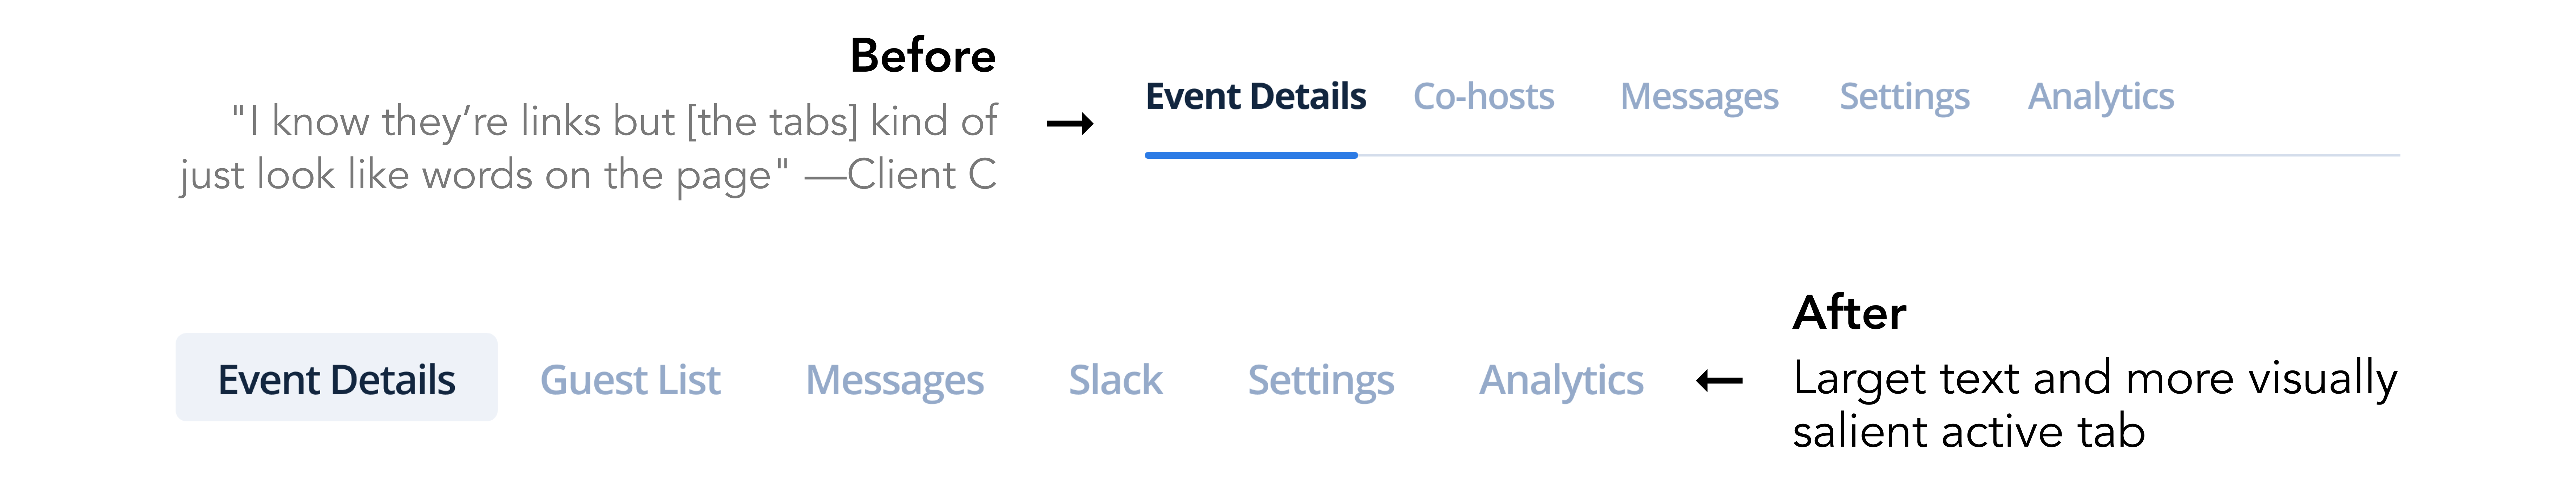 Before
"I know they’re links but [the tabs] kind of
just look like words on the page" —Client C
Event Details Co-hosts Messages Settings Analytics
Event Details Guest List Messages Slack Settings Analytics
After
Larget text and more visually
salient active tab